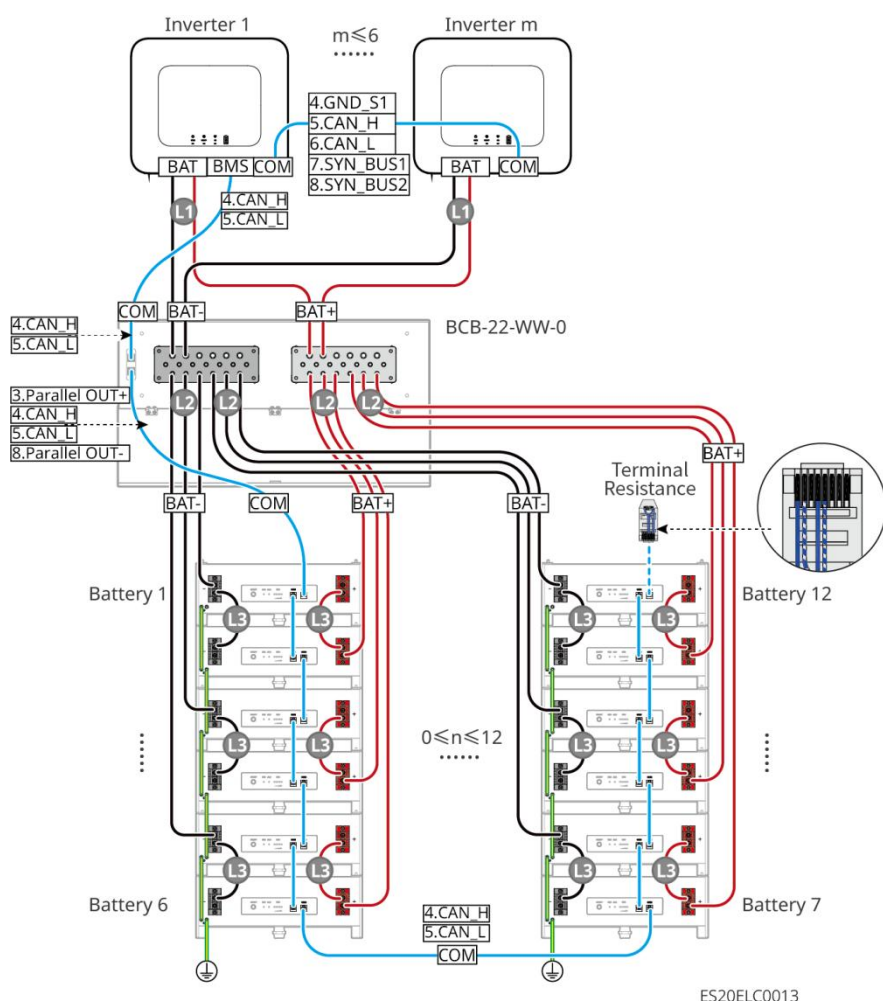 Inverter 1
m≤6
......
Inverter m
4.GND_S1
5.CAN_H
6.CAN_L
7.SYN_BUS1
8.SYN_BUS2
BAT
BMS
COM
BAT
COM
4.CAN_H
5.CAN_L
L1
L1
COM
BAT-
BAT+
BCB-22-WW-0
4.CAN_H
5.CAN_L
3.Parallel OUT+
4.CAN_H
5.CAN_L
8.Parallel OUT-
L2
L2
L2
L2
BAT+
Terminal
Resistance
BAT-
COM
BAT+
BAT-
Battery 1
Battery 12
L3
L3
L3
L3
0≤n≤12
......
......
......
L3
L3
L3
L3
L3
L3
L3
L3
Battery 6
Battery 7
4.CAN_H
5.CAN_L
COM
ES20ELC0013